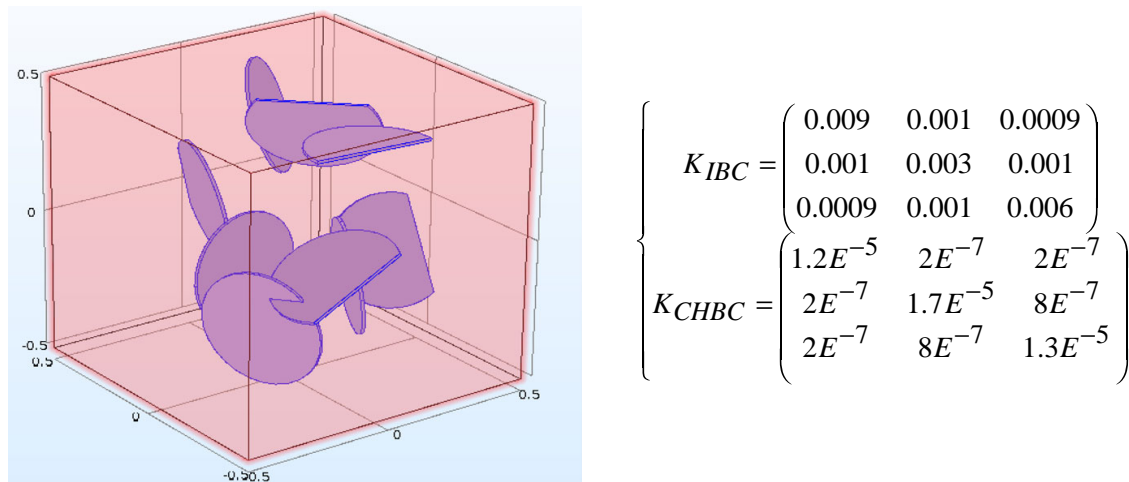 0.5
0
-0.5
0.5
0
-0.50.5
0
0.5
K_IBC = ( 0.009 0.001 0.0009
0.001 0.003 0.001
0.0009 0.001 0.006 )
K_CHBC = ( 1.2E^-5 2E^-7 2E^-7
2E^-7 1.7E^-5 8E^-7
2E^-7 8E^-7 1.3E^-5 )